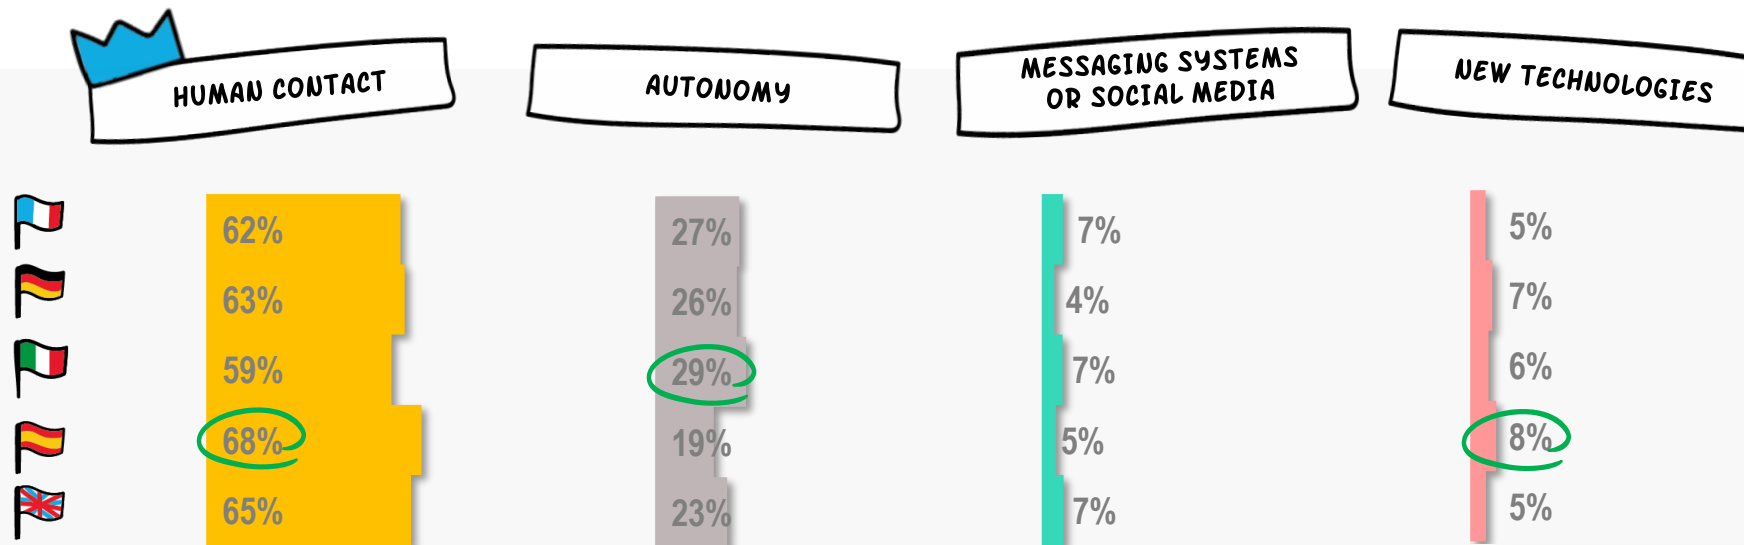 HUMAN CONTACT
AUTONOMY
MESSAGING SYSTEMS
OR SOCIAL MEDIA
NEW TECHNOLOGIES
62% 27% 7% 5%
63% 26% 4% 7%
59% 29% 7% 6%
68% 19% 5% 8%
65% 23% 7% 5%